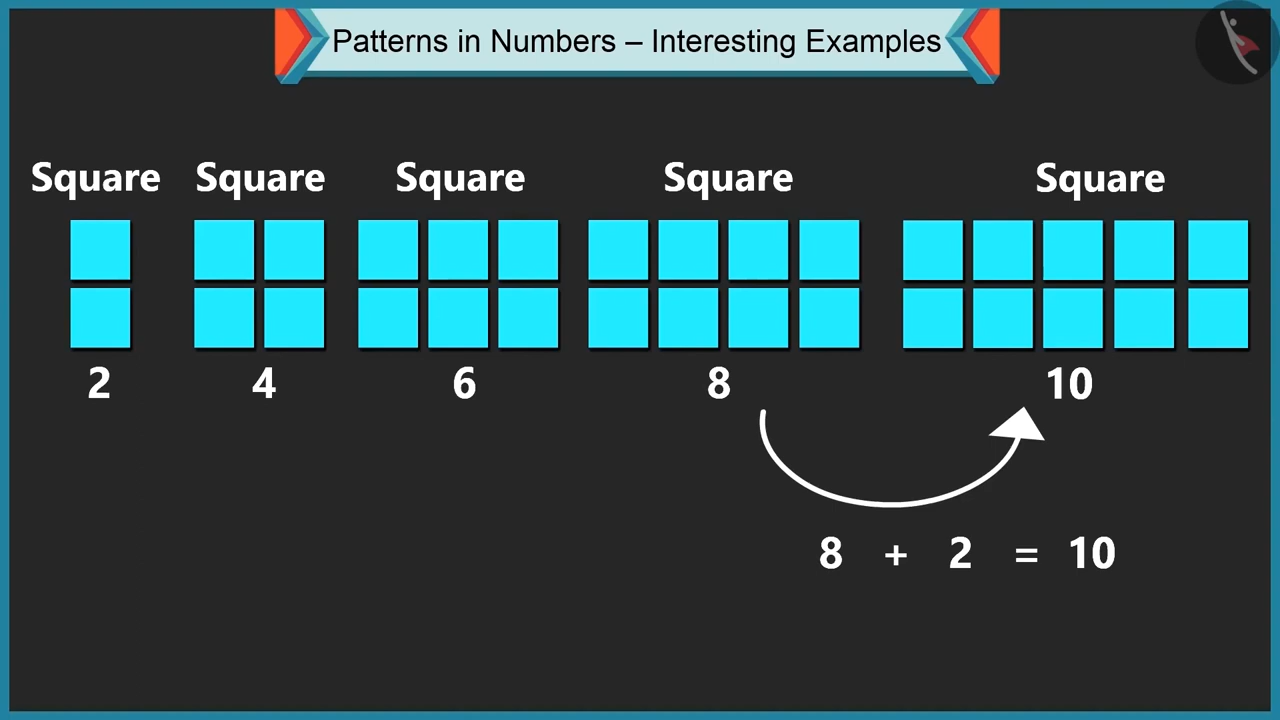 Patterns in Numbers – Interesting Examples
Square Square Square Square Square
2 4 6 8 10
8 + 2 = 10